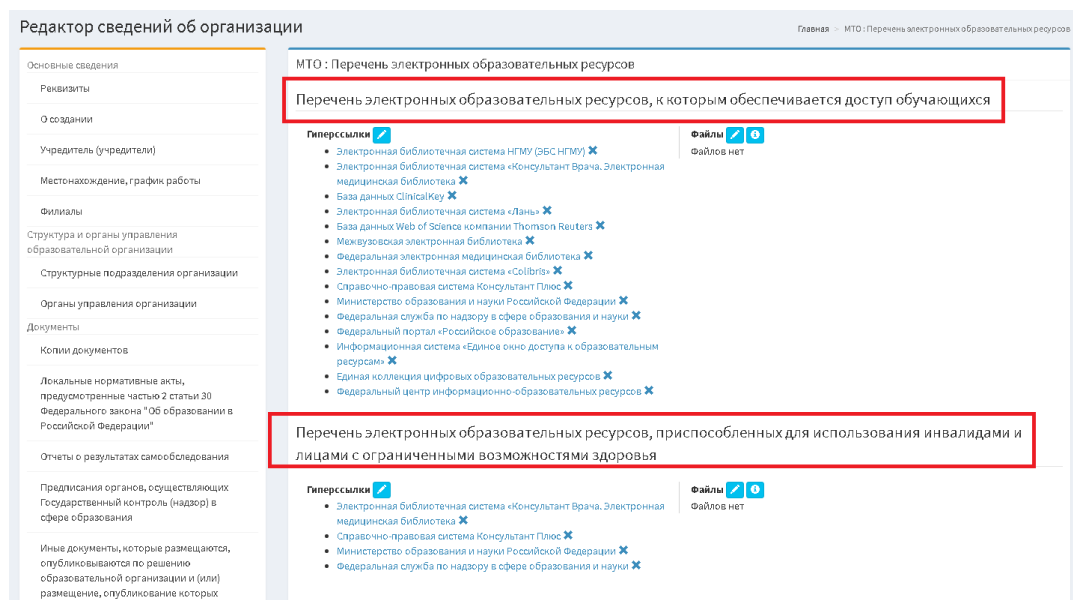 Редактор сведений об организации
Главная > МТО : Перечень электронных образовательных ресурсов
Основные сведения
Реквизиты
О создании
Учредитель (учредители)
Местонахождение, график работы
Филиалы
Структура и органы управления
образовательной организации
Структурные подразделения организации
Органы управления организации
Документы
Копии документов
Локальные нормативные акты,
предусмотренные частью 2 статьи 30
Федерального закона "Об образовании в
Российской Федерации"
Отчеты о результатах самообследования
Предписания органов, осуществляющих
Государственный контроль (надзор) в
сфере образования
Иные документы, которые размещаются,
опубликовываются по решению
образовательной организации и (или)
размещение, опубликование которых
МТО : Перечень электронных образовательных ресурсов
Перечень электронных образовательных ресурсов, к которым обеспечивается доступ обучающихся
Гиперссылки
Электронная библиотечная система НГМУ (ЭБС НГМУ)
Электронная библиотечная система «Консультант Врача. Электронная
медицинская библиотека
База данных ClinicalKey
Электронная библиотечная система «Лань»
База данных Web of Science компании Thomson Reuters
Межвузовская электронная библиотека
Федеральная электронная медицинская библиотека
Электронная библиотечная система «Colibris»
Справочно-правовая система Консультант Плюс
Министерство образования и науки Российской Федерации
Федеральная служба по надзору в сфере образования и науки
Федеральный портал «Российское образование»
Информационная система «Единое окно доступа к образовательным
ресурсам»
Единая коллекция цифровых образовательных ресурсов
Федеральный центр информационно-образовательных ресурсов
Файлы
Файлов нет
Перечень электронных образовательных ресурсов, приспособленных для использования инвалидами и
лицами с ограниченными возможностями здоровья
Гиперссылки
Электронная библиотечная система «Консультант Врача. Электронная
медицинская библиотека
Справочно-правовая система Консультант Плюс
Министерство образования и науки Российской Федерации
Федеральная служба по надзору в сфере образования и науки
Файлы
Файлов нет